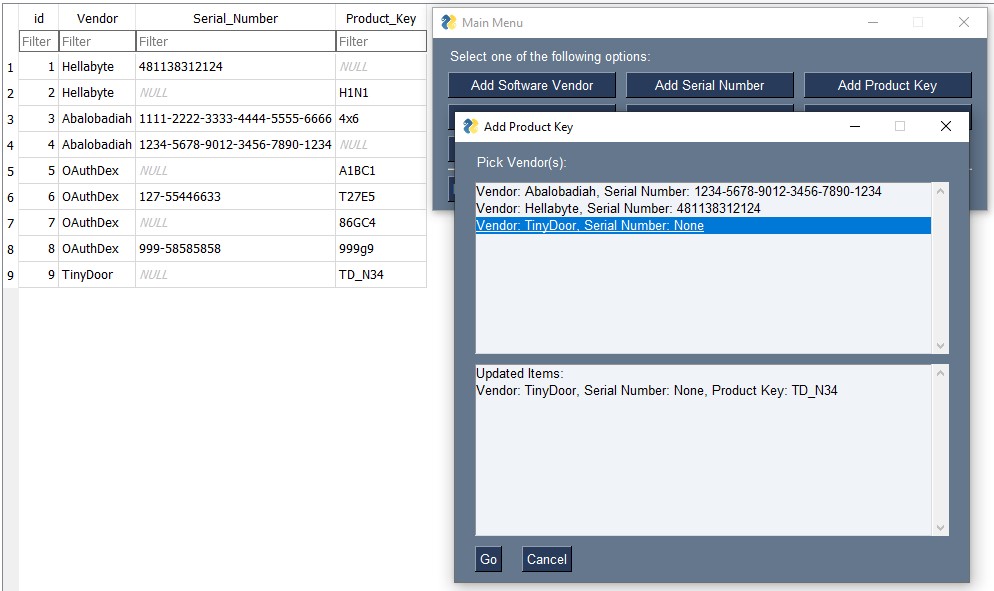 id Vendor Serial_Number Product_Key
Filter Filter Filter Filter
1 1 Hellabyte 481138312124 NULL
2 2 Hellabyte NULL H1N1
3 3 Abalobadiah 1111-2222-3333-4444-5555-6666 4x6
4 4 Abalobadiah 1234-5678-9012-3456-7890-1234 NULL
5 5 OAuthDex NULL A1BC1
6 6 OAuthDex 127-55446633 T27E5
7 7 OAuthDex NULL 86GC4
8 8 OAuthDex 999-58585858 999g9
9 9 TinyDoor NULL TD_N34
Main Menu
Select one of the following options:
Add Software Vendor Add Serial Number Add Product Key
Add Product Key
Pick Vendor(s):
Vendor: Abalobadiah, Serial Number: 1234-5678-9012-3456-7890-1234
Vendor: Hellabyte, Serial Number: 481138312124
Vendor: TinyDoor, Serial Number: None
Updated Items:
Vendor: TinyDoor, Serial Number: None, Product Key: TD_N34
Go Cancel